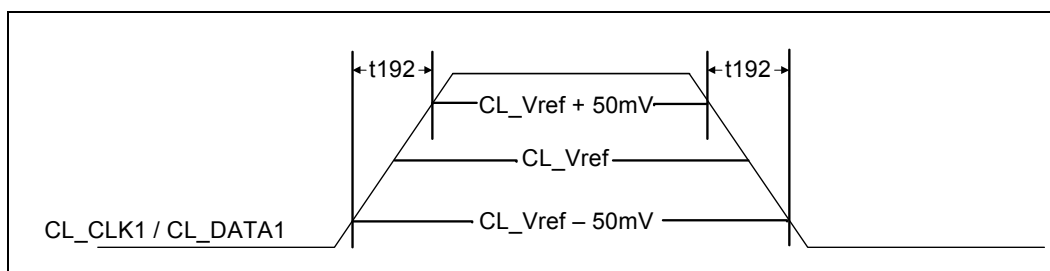 t192
t192
CL_Vref + 50mV
CL_Vref
CL_Vref – 50mV
CL_CLK1 / CL_DATA1